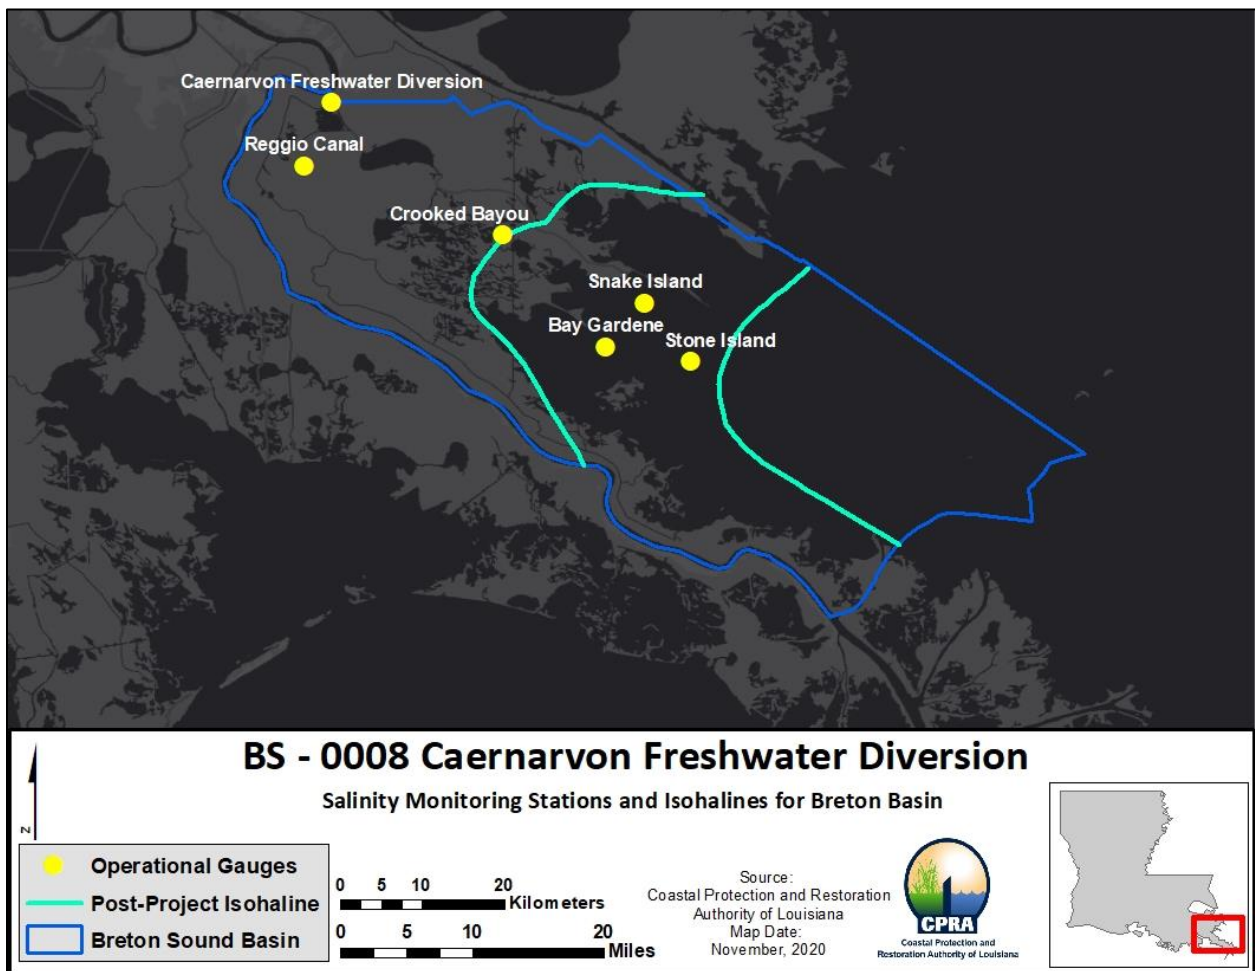 Caernarvon Freshwater Diversion
Reggio Canal
Crooked Bayou
Snake Island
Bay Gardene
Stone Island
BS - 0008 Caernarvon Freshwater Diversion
Salinity Monitoring Stations and Isohalines for Breton Basin
N
Operational Gauges
Post-Project Isohaline
Breton Sound Basin
0 5 10 20
Kilometers
0 5 10 20
Miles
Source:
Coastal Protection and Restoration
Authority of Louisiana
Map Date:
November, 2020
CPRA
Coastal Protection and
Restoration Authority of Louisiana